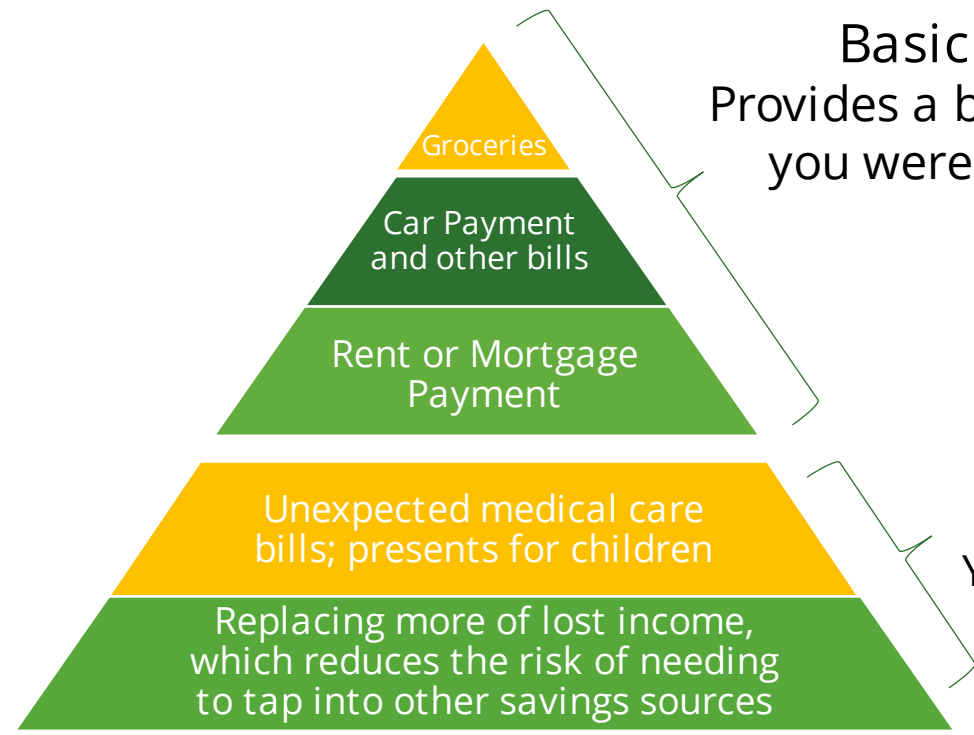 Basic
Provides a b
you were
Groceries
Car Payment
and other bills
Rent or Mortgage
Payment
Unexpected medical care
bills; presents for children
Y
Replacing more of lost income,
which reduces the risk of needing
to tap into other savings sources